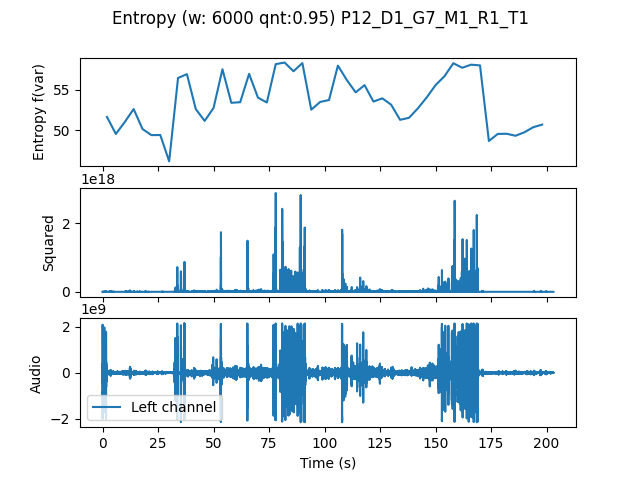 Entropy (w: 6000 qnt:0.95) P12_D1_G7_M1_R1_T1
Entropy f(var)
55
50
1e18
Squared
2
0
1e9
Audio
2
0
−2
Left channel
0 25 50 75 100 125 150 175 200
Time (s)